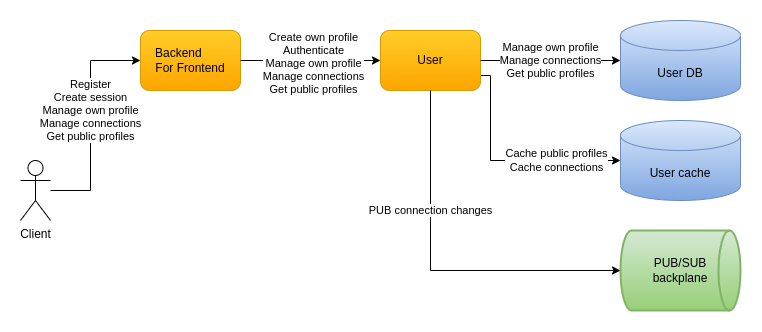 Register
Create session
Manage own profile
Manage connections
Get public profiles
Client
Backend
For Frontend
Create own profile
Authenticate
Manage own profile
Manage connections
Get public profiles
User
Manage own profile
Manage connections
Get public profiles
User DB
Cache public profiles
Cache connections
User cache
PUB connection changes
PUB/SUB
backplane